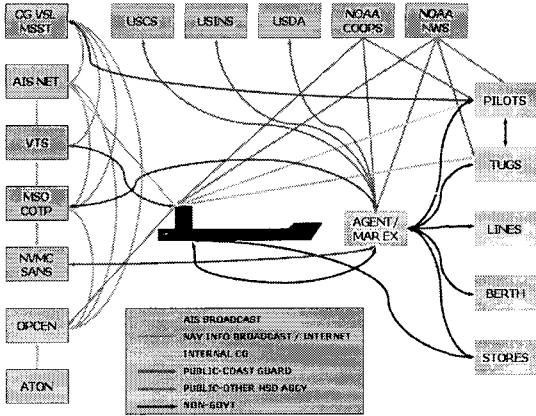 CG VSL
MSST
USCS
USINS
USDA
NOAA
COOPS
NOAA
NWS
AIS NET
PILOTS
VTS
TUGS
MSO
COTP
AGENT/
MAR EX
LINES
NVMC
SANS
BERTH
OPCEN
STORES
ATON
AIS BROADCAST
NAV INFO BROADCAST / INTERNET
INTERNAL CG
PUBLIC-COAST GUARD
PUBLIC-OTHER HSD AGCY
NON-GOVT